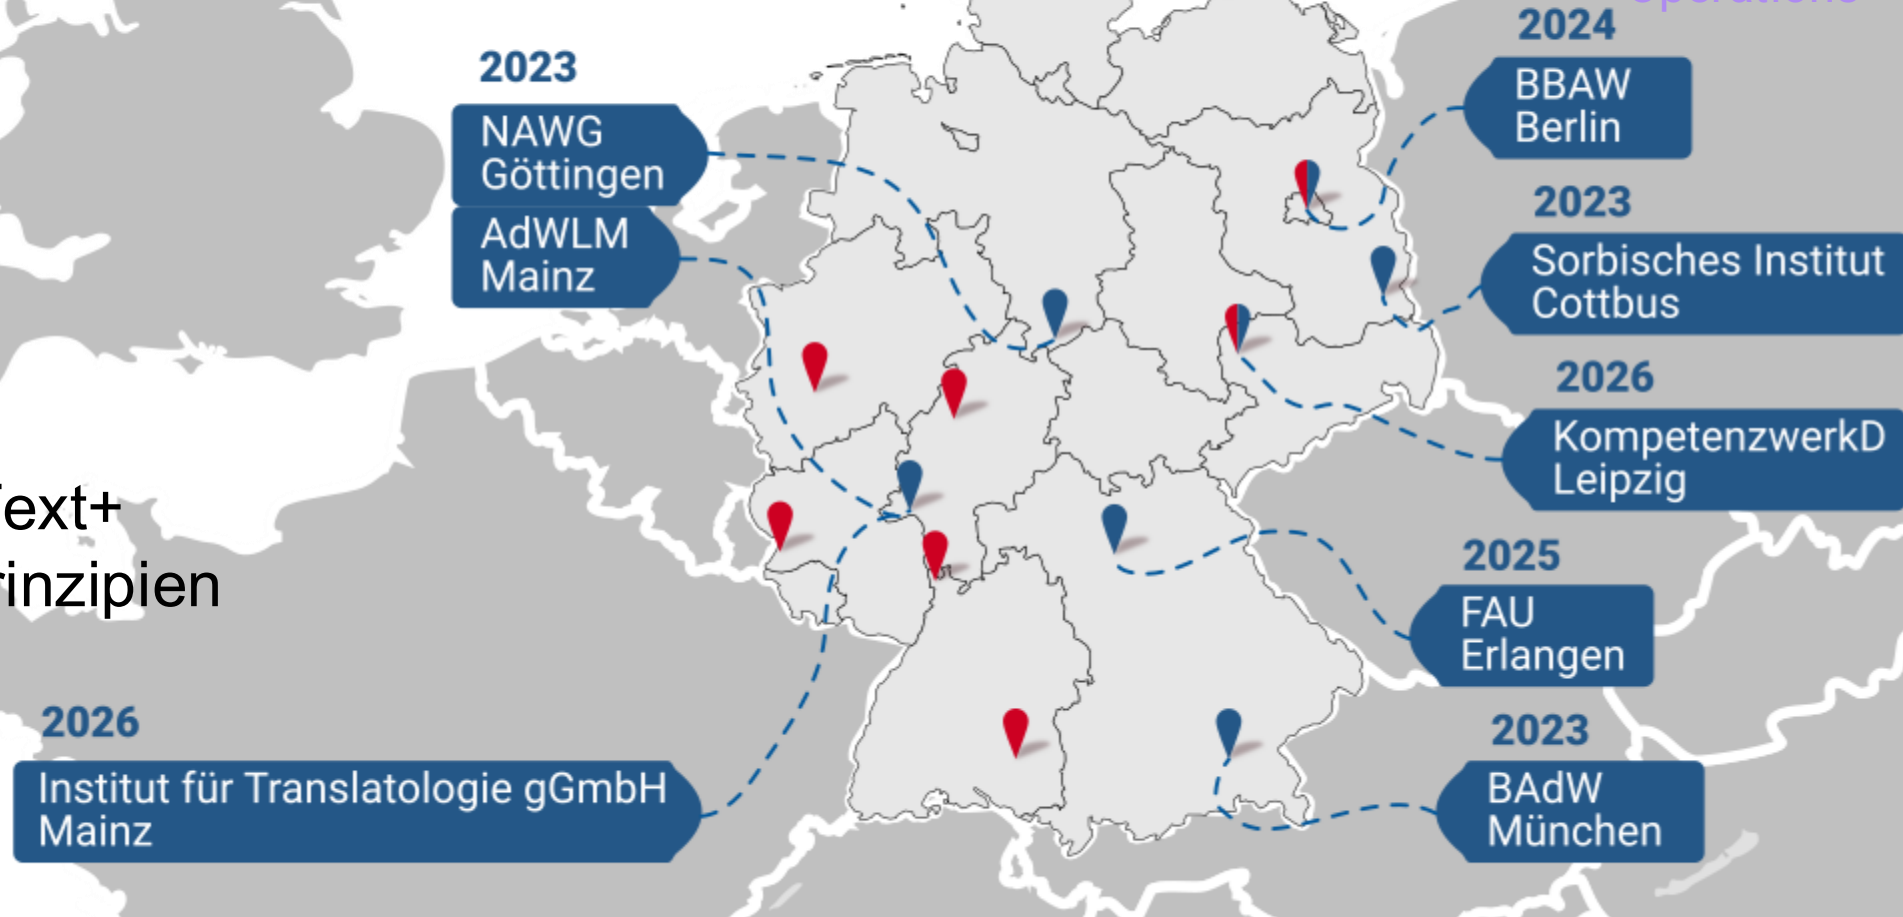 2023
NAWG
Göttingen
AdWLM
Mainz
2024
BBAW
Berlin
2023
Sorbisches Institut
Cottbus
2026
KompetenzwerkD
Leipzig
ext+
inzipien
2025
FAU
Erlangen
2026
Institut für Translatologie gGmbH
Mainz
2023
BAdW
München